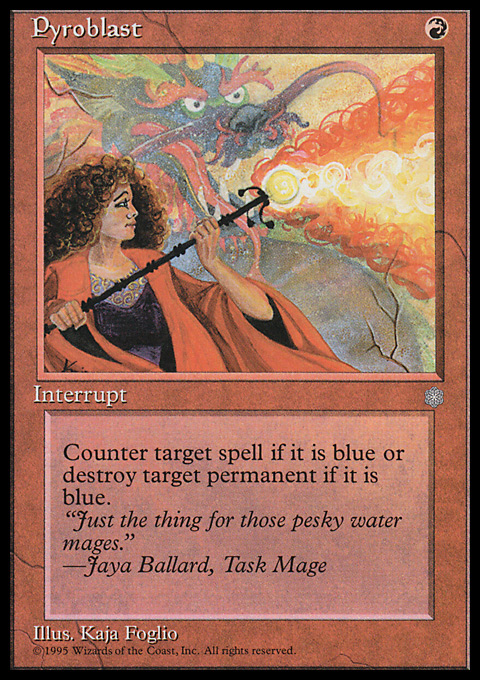 Pyroblast
Interrupt
Counter target spell if it is blue or
destroy target permanent if it is
blue.
“Just the thing for those pesky water
mages.”
—Jaya Ballard, Task Mage
Illus. Kaja Foglio
©1995 Wizards of the Coast, Inc. All rights reserved.